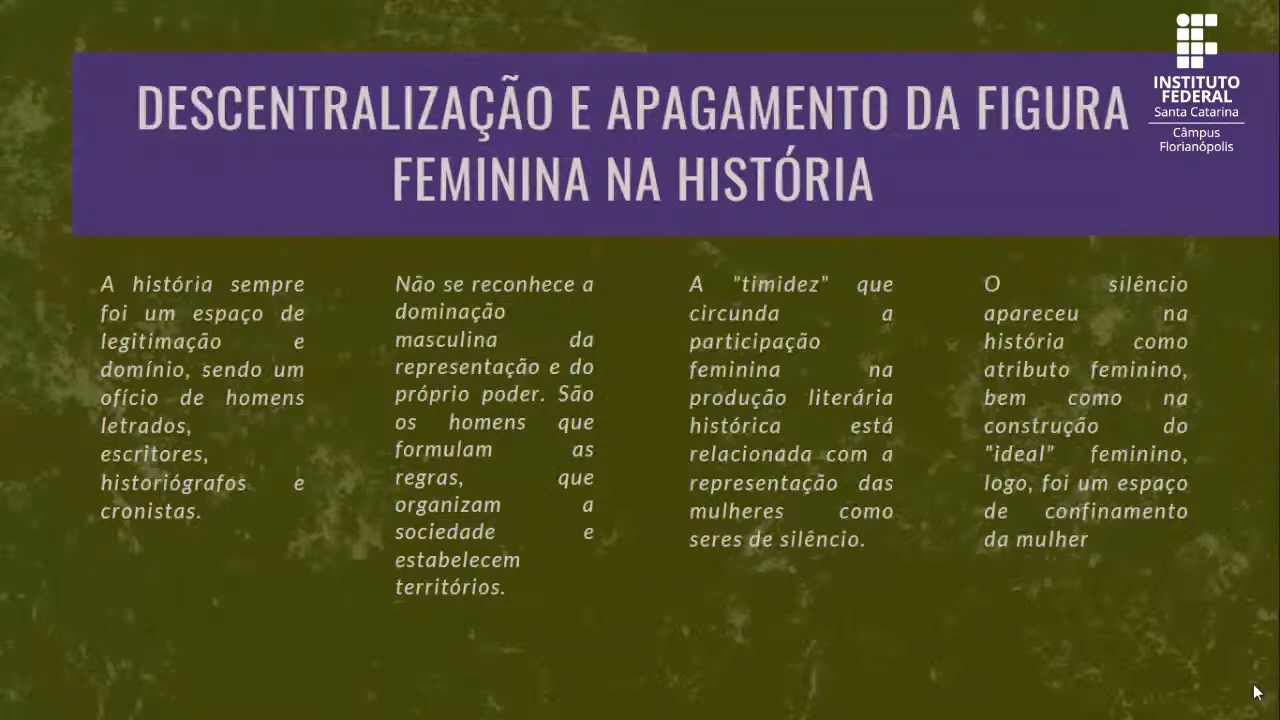 INSTITUTO
FEDERAL
Santa Catarina
Câmpus
Florianópolis
DESCENTRALIZAÇÃO E APAGAMENTO DA FIGURA
FEMININA NA HISTÓRIA
A história sempre
foi um espaço de
legitimação e
domínio, sendo um
ofício de homens
letrados,
escritores,
historiógrafos e
cronistas.
Não se reconhece a
dominação
masculina da
representação e do
próprio poder. São
os homens que
formulam as
regras, que
organizam a
sociedade e
estabelecem
territórios.
A "timidez" que
circunda a
participação
feminina na
produção literária
histórica está
relacionada com a
representação das
mulheres como
seres de silêncio.
O silêncio
apareceu na
história como
atributo feminino,
bem como na
construção do
"ideal" feminino,
logo, foi um espaço
de confinamento
da mulher